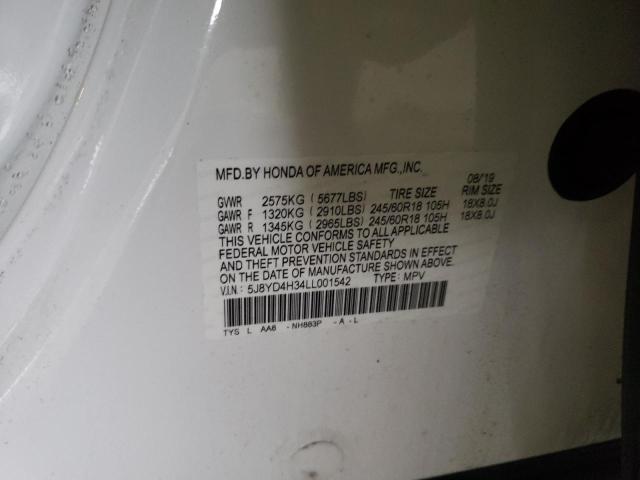 MFD.BY HONDA OF AMERICA MFG.,INC. 08/19
GVWR 2575KG ( 5677LBS) TIRE SIZE RIM SIZE
GAWR F 1320KG ( 2910LBS) 245/60R18 105H 18X8.0J
GAWR R 1345KG ( 2965LBS) 245/60R18 105H 18X8.0J
THIS VEHICLE CONFORMS TO ALL APPLICABLE
FEDERAL MOTOR VEHICLE SAFETY
AND THEFT PREVENTION STANDARDS IN EFFECT
ON THE DATE OF MANUFACTURE SHOWN ABOVE.
V.I.N : 5J8YD4H34LL001542 TYPE: MPV
TYS L AA6 -NH883P -A -L